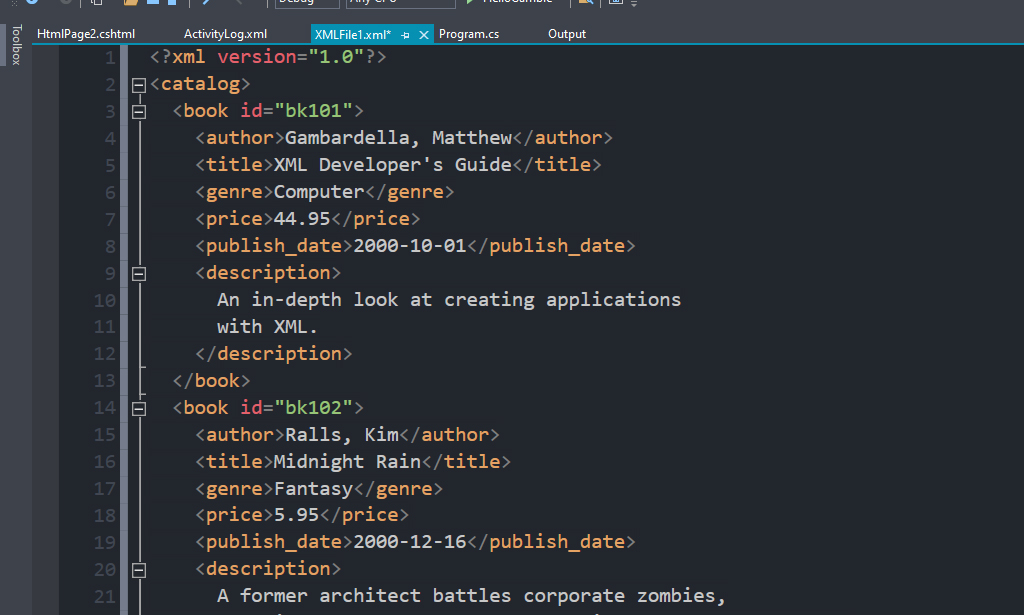 Toolbox
HtmlPage2.cshtml ActivityLog.xml XMLFile1.xml* Program.cs Output
1 <?xml version="1.0"?>
2 <catalog>
3 <book id="bk101">
4 <author>Gambardella, Matthew</author>
5 <title>XML Developer's Guide</title>
6 <genre>Computer</genre>
7 <price>44.95</price>
8 <publish_date>2000-10-01</publish_date>
9 <description>
10 An in-depth look at creating applications
11 with XML.
12 </description>
13 </book>
14 <book id="bk102">
15 <author>Ralls, Kim</author>
16 <title>Midnight Rain</title>
17 <genre>Fantasy</genre>
18 <price>5.95</price>
19 <publish_date>2000-12-16</publish_date>
20 <description>
21 A former architect battles corporate zombies,